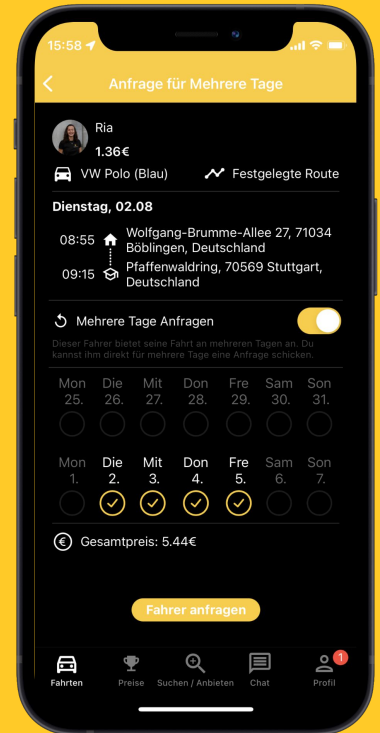 15:58
Anfrage für Mehrere Tage
Ria
1.36€
VW Polo (Blau)
Festgelegte Route
Dienstag, 02.08
08:55 Wolfgang-Brumme-Allee 27, 71034
Böblingen, Deutschland
09:15 Pfaffenwaldring, 70569 Stuttgart,
Deutschland
Mehrere Tage Anfragen
Dieser Fahrer bietet seine Fahrt an mehreren Tagen an. Du
kannst ihm direkt für mehrere Tage eine Anfrage schicken.
Mon Die Mit Don Fre Sam Son
25. 26. 27. 28. 29. 30. 31.
Mon Die Mit Don Fre Sam Son
1. 2. 3. 4. 5. 6. 7.
€ Gesamtpreis: 5.44€
Fahrer anfragen
1
Fahrten Preise Suchen / Anbieten Chat Profil